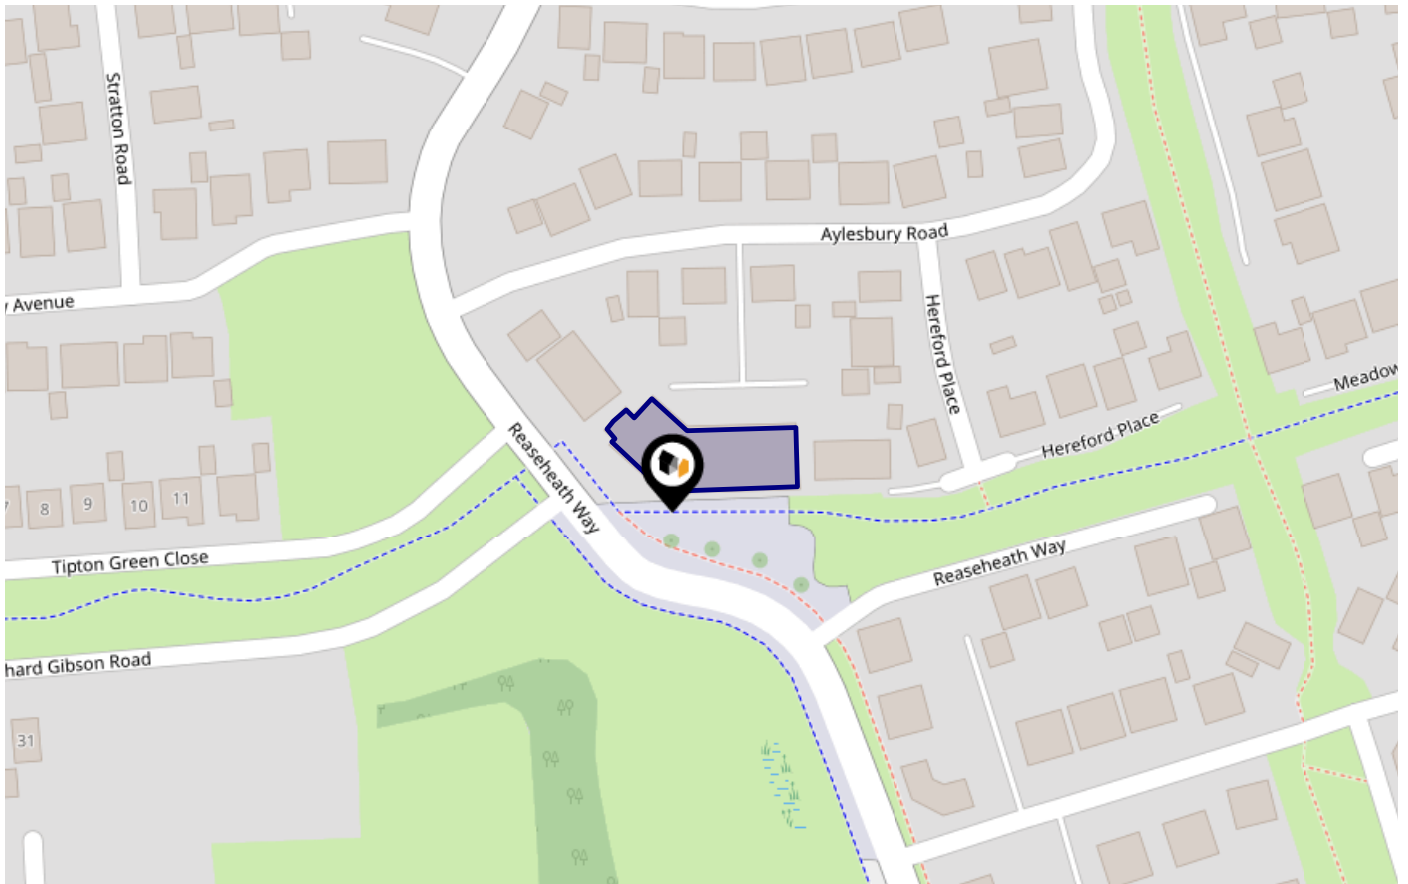 Stratton Road
Aylesbury Road
y Avenue
Hereford Place
Meadow
Hereford Place
Reaseheath Way
7
8
9
10
11
Tipton Green Close
Reaseheath Way
hard Gibson Road
31